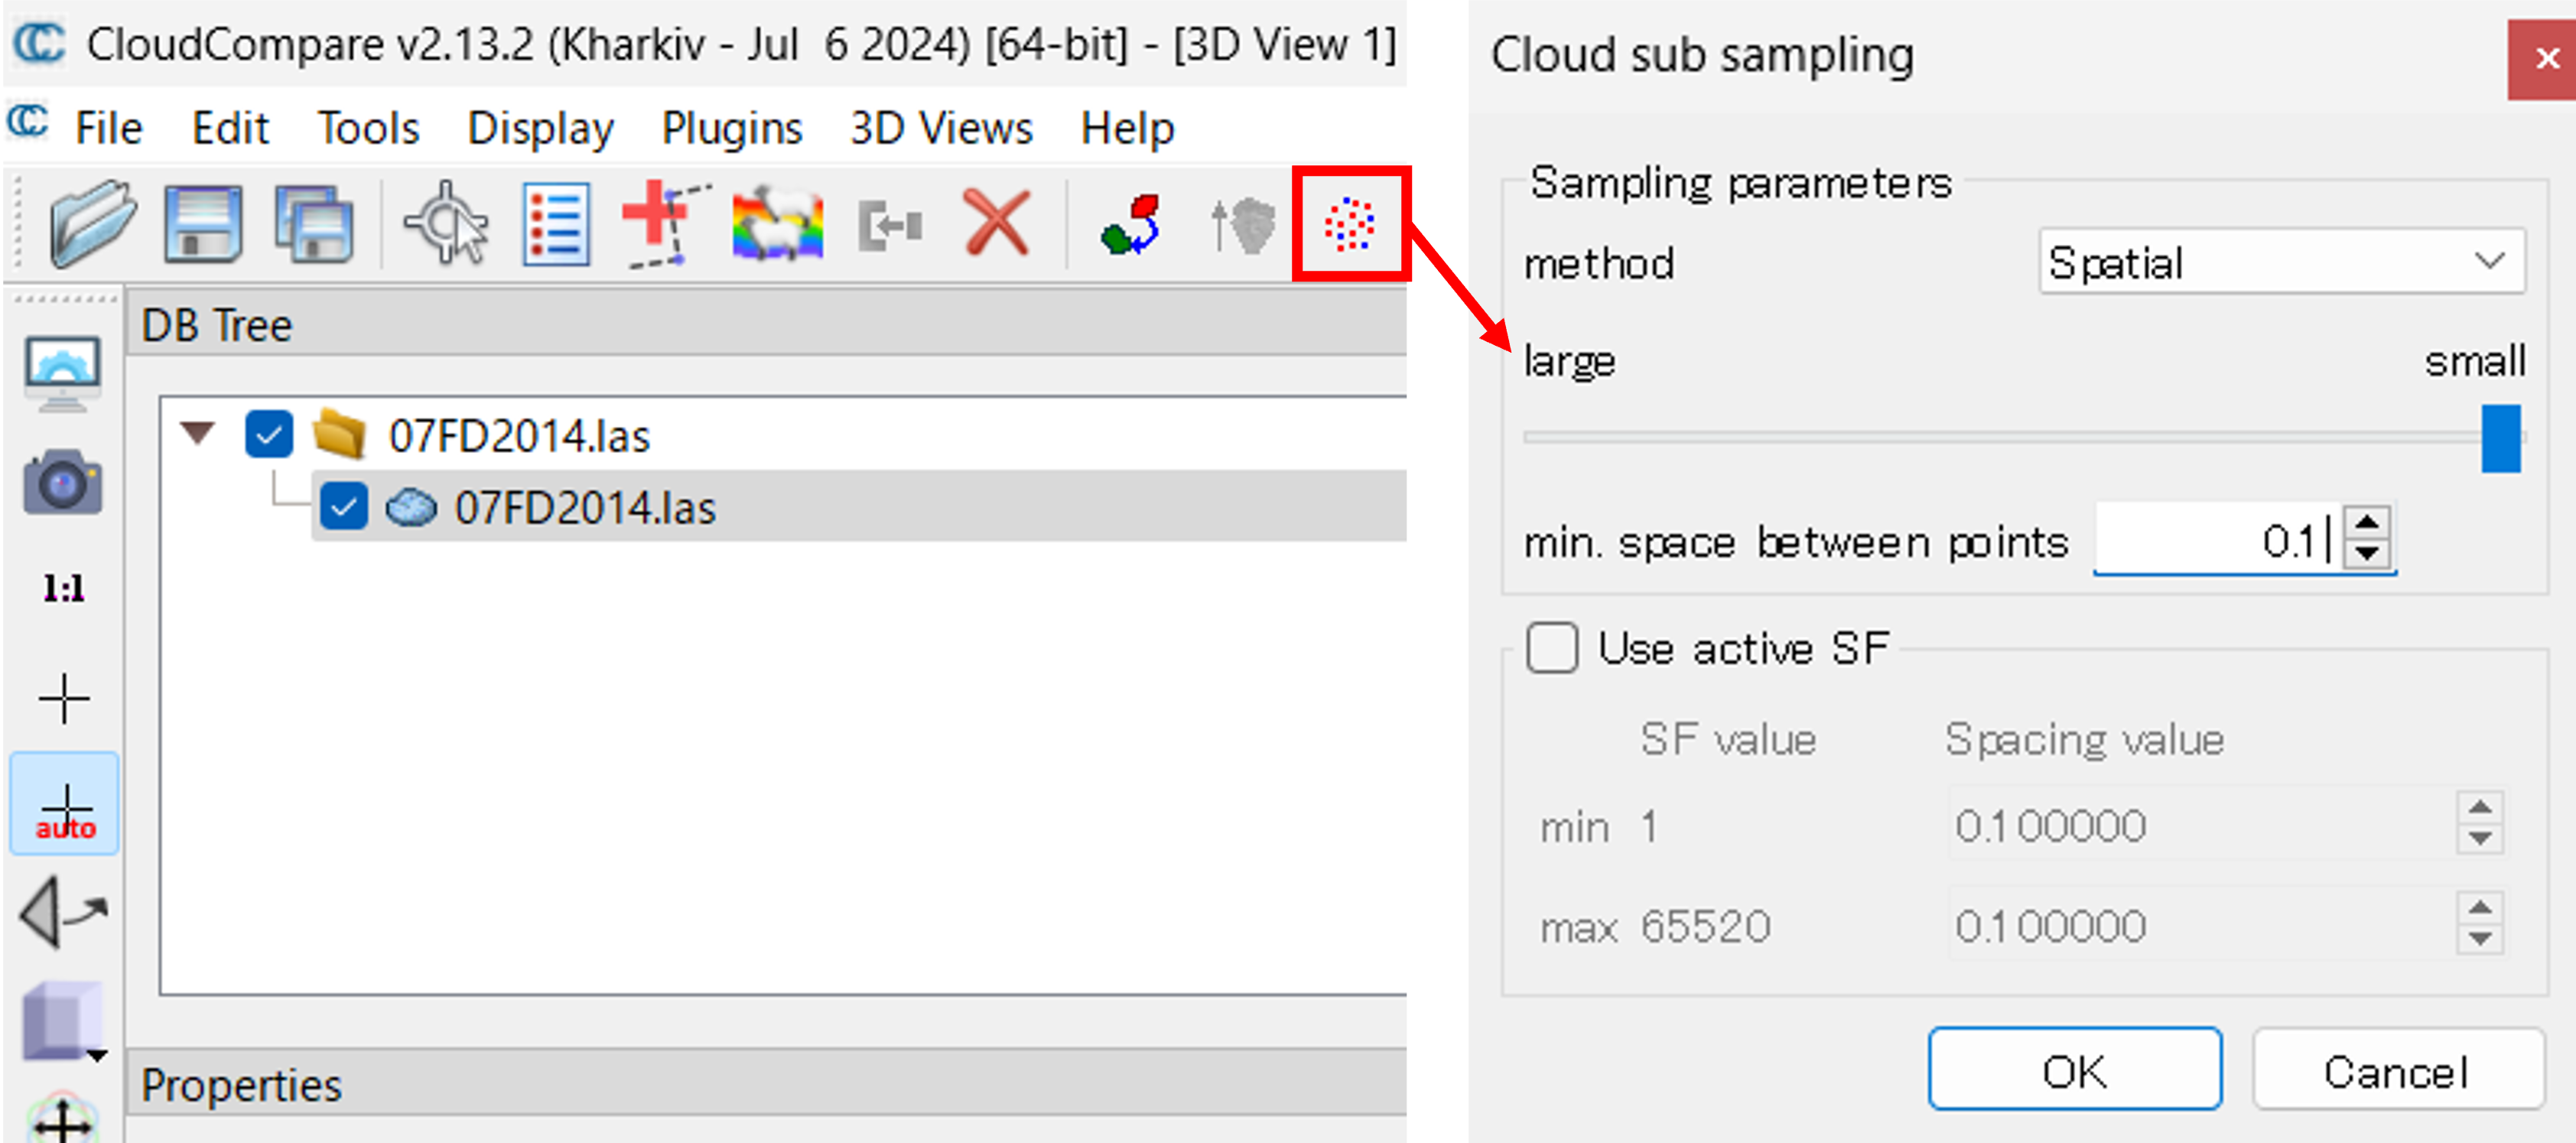 CloudCompare v2.13.2 (Kharkiv - Jul  6 2024) [64-bit] - [3D View 1]
File Edit Tools Display Plugins 3D Views Help
DB Tree
07FD2014.las
07FD2014.las
1:1
auto
Properties
Cloud sub sampling
Sampling parameters
method Spatial
large small
min. space between points 0.1
Use active SF
SF value Spacing value
min 1 0.100000
max 65520 0.100000
OK Cancel